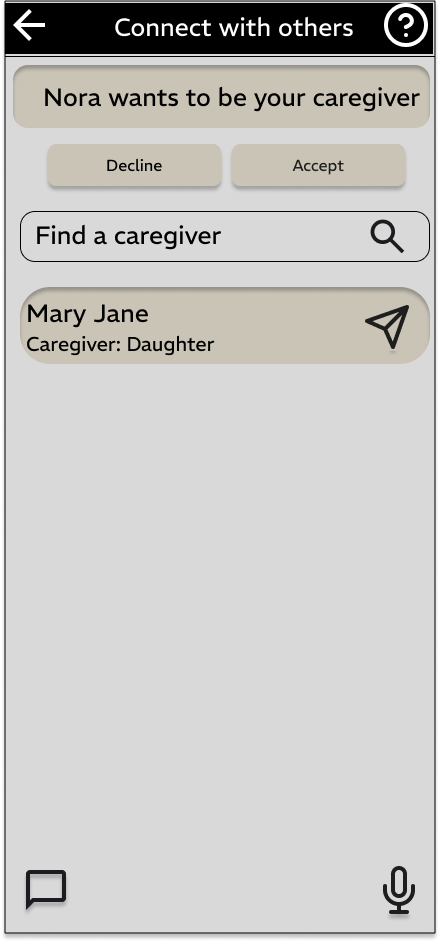 Connect with others
Nora wants to be your caregiver
Decline
Accept
Find a caregiver
Mary Jane
Caregiver: Daughter